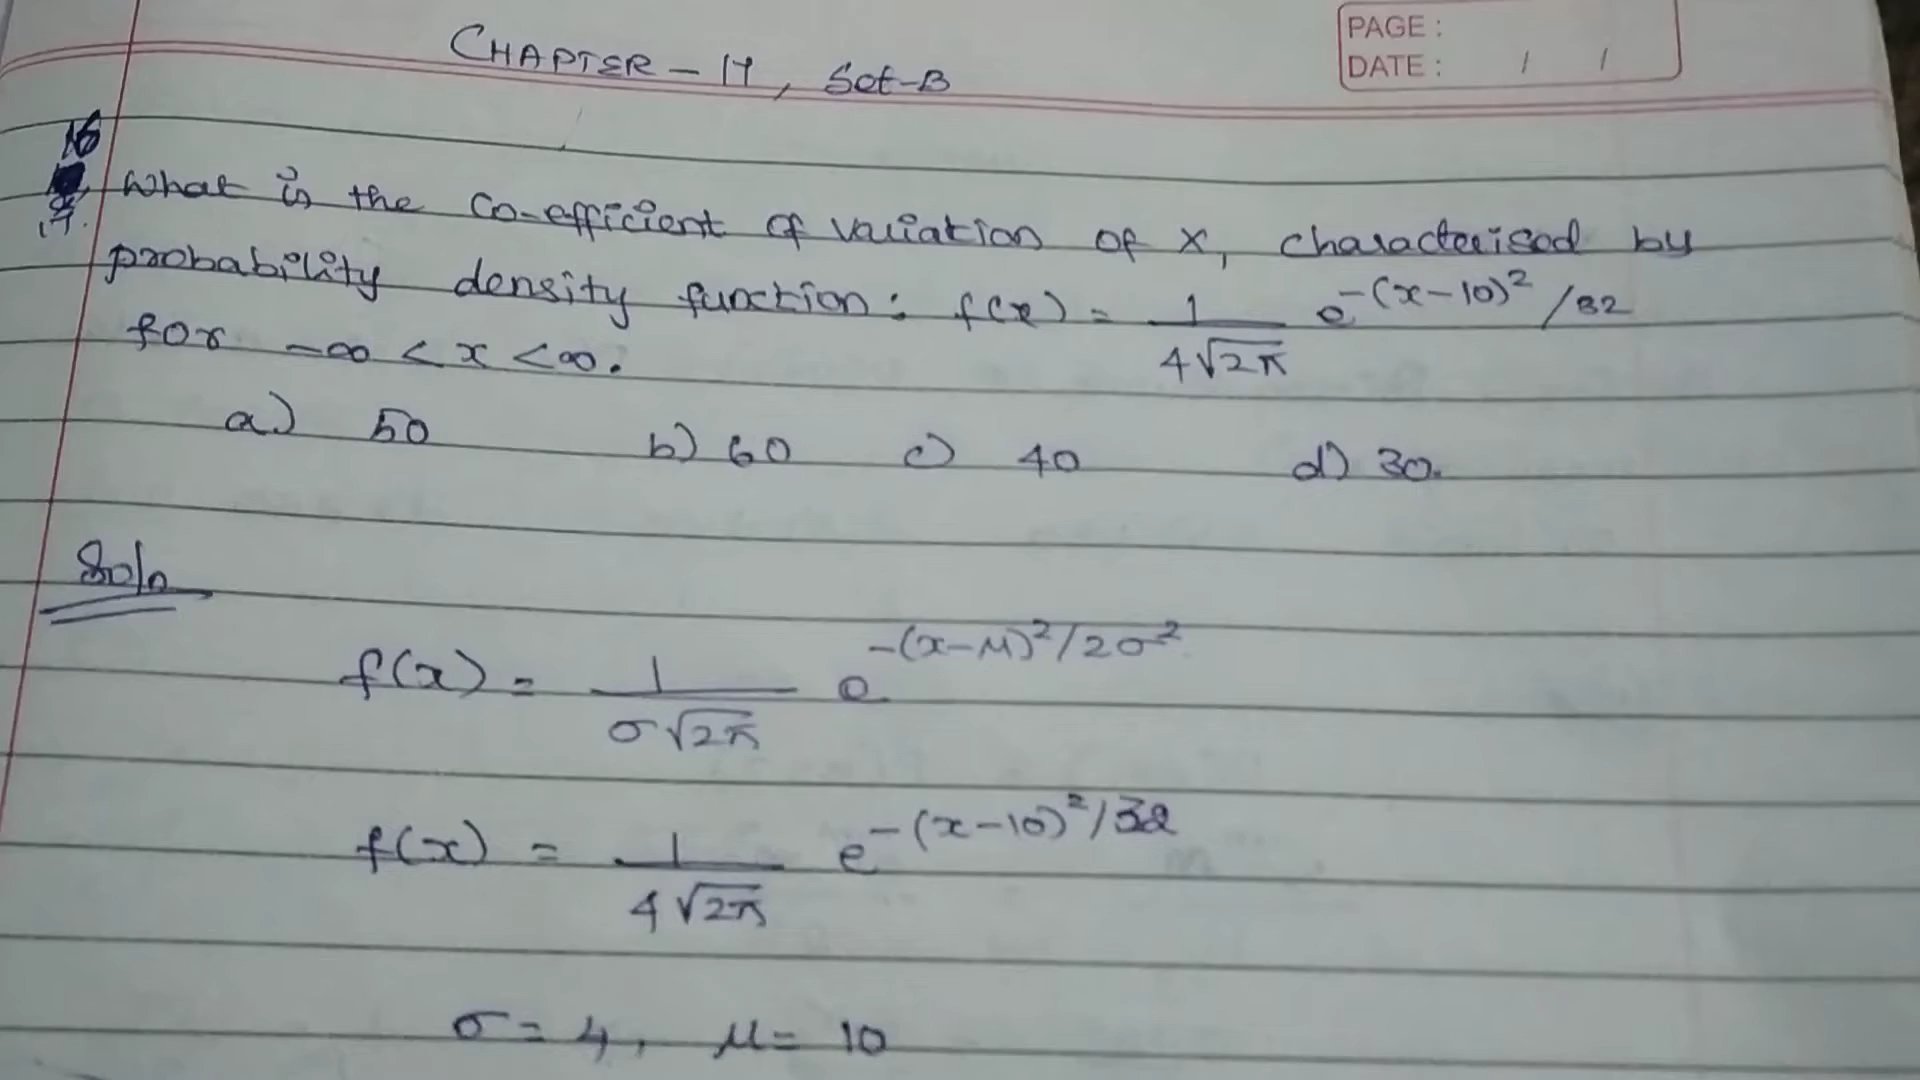 PAGE :
DATE : / /
CHAPTER - 17, Set-B
16
17.
What is the Co-efficient of Variation of x, characterised by
probability density function : f(x) = 1/4√2π e^-(x-10)²/32
for -∞ < x < ∞.
a) 50 b) 60 c) 40 d) 30.
Soln
f(x) = 1/σ√2π e^-(x-μ)²/2σ²
f(x) = 1/4√2π e^-(x-10)²/32
σ = 4, μ = 10